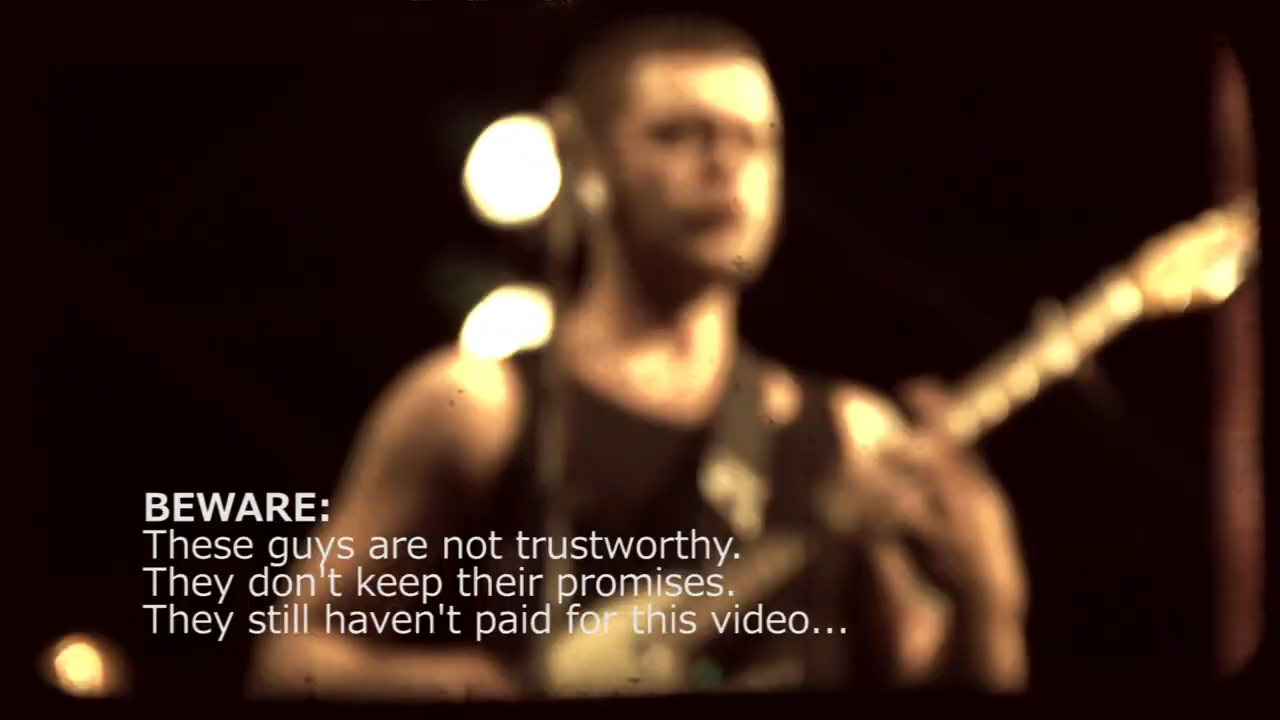 BEWARE:
These guys are not trustworthy.
They don't keep their promises.
They still haven't paid for this video...